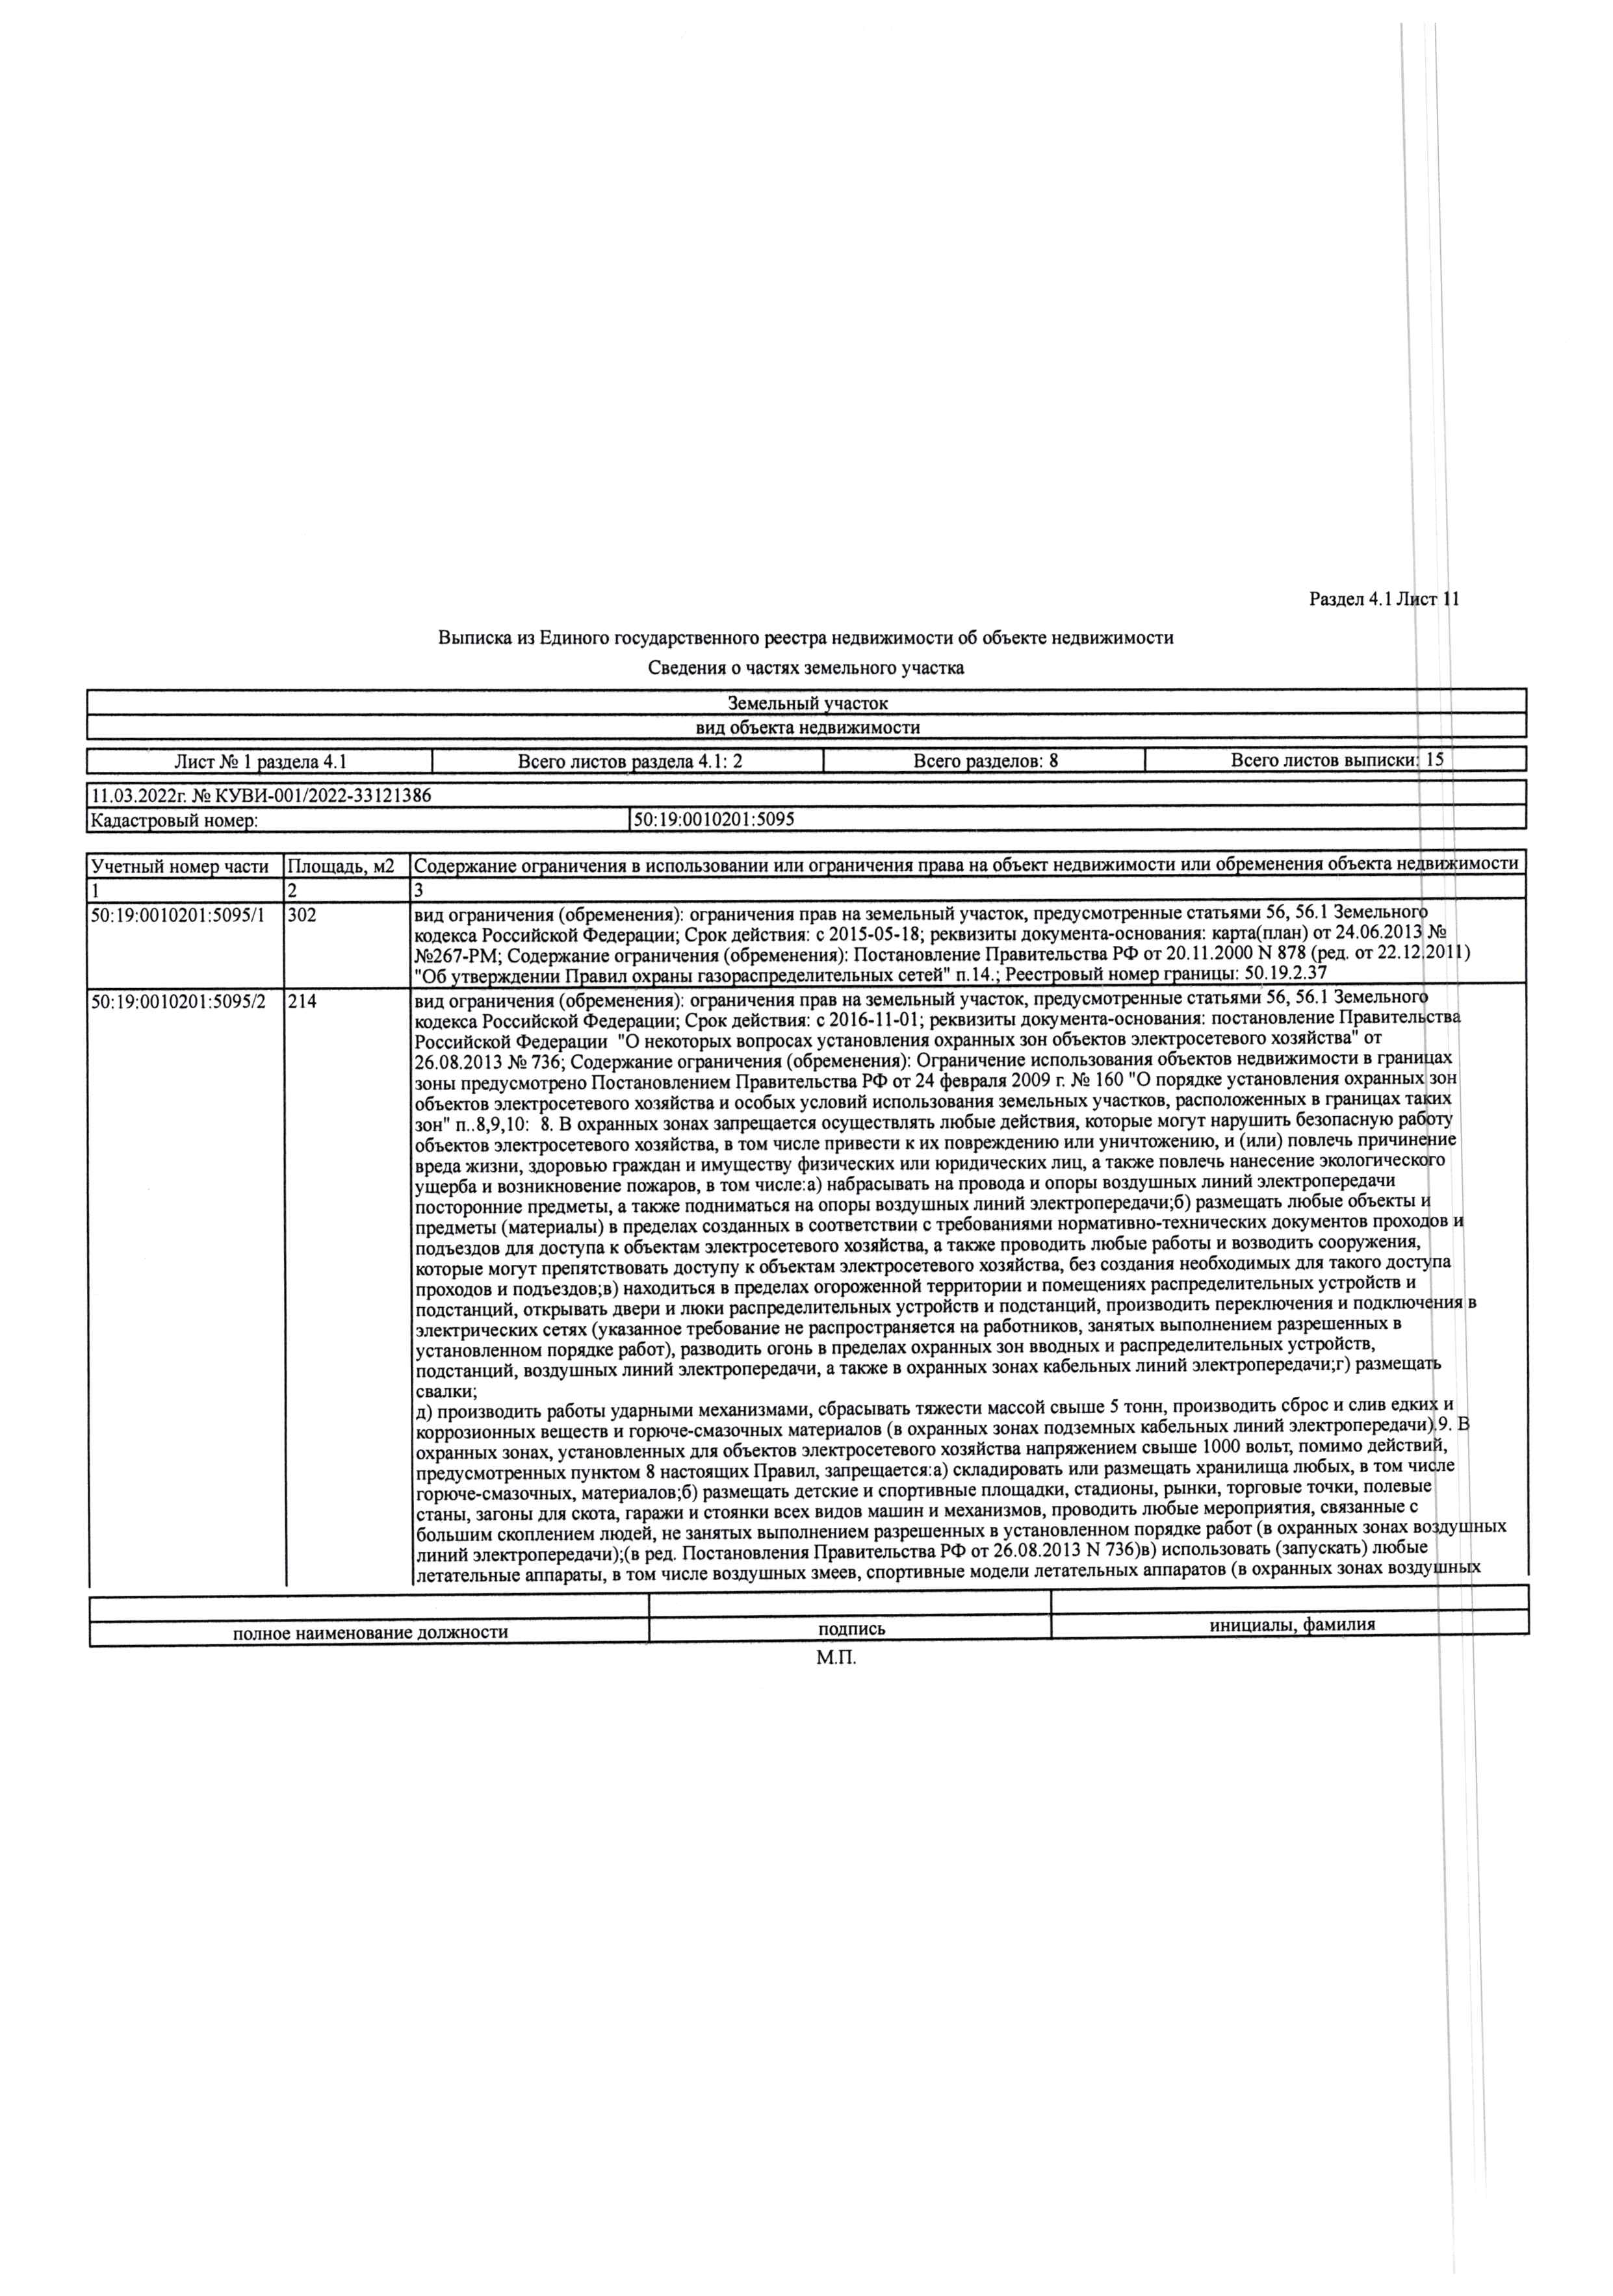 Раздел 4.1 Лист 11
Выписка из Единого государственного реестра недвижимости об объекте недвижимости
Сведения о частях земельного участка
Земельный участок
вид объекта недвижимости
Лист № 1 раздела 4.1 Всего листов раздела 4.1: 2 Всего разделов: 8 Всего листов выписки: 15
11.03.2022г. № КУВИ-001/2022-33121386
Кадастровый номер: 50:19:0010201:5095
Учетный номер части Площадь, м2 Содержание ограничения в использовании или ограничения права на объект недвижимости или обременения объекта недвижимости
1 2 3
50:19:0010201:5095/1 302 вид ограничения (обременения): ограничения прав на земельный участок, предусмотренные статьями 56, 56.1 Земельного
кодекса Российской Федерации; Срок действия: с 2015-05-18; реквизиты документа-основания: карта(план) от 24.06.2013 №
№267-РМ; Содержание ограничения (обременения): Постановление Правительства РФ от 20.11.2000 N 878 (ред. от 22.12.2011)
"Об утверждении Правил охраны газораспределительных сетей" п.14.; Реестровый номер границы: 50.19.2.37
50:19:0010201:5095/2 214 вид ограничения (обременения): ограничения прав на земельный участок, предусмотренные статьями 56, 56.1 Земельного
кодекса Российской Федерации; Срок действия: с 2016-11-01; реквизиты документа-основания: постановление Правительства
Российской Федерации "О некоторых вопросах установления охранных зон объектов электросетевого хозяйства" от
26.08.2013 № 736; Содержание ограничения (обременения): Ограничение использования объектов недвижимости в границах
зоны предусмотрено Постановлением Правительства РФ от 24 февраля 2009 г. № 160 "О порядке установления охранных зон
объектов электросетевого хозяйства и особых условий использования земельных участков, расположенных в границах таких
зон" п..8,9,10: 8. В охранных зонах запрещается осуществлять любые действия, которые могут нарушить безопасную работу
объектов электросетевого хозяйства, в том числе привести к их повреждению или уничтожению, и (или) повлечь причинение
вреда жизни, здоровью граждан и имуществу физических или юридических лиц, а также повлечь нанесение экологического
ущерба и возникновение пожаров, в том числе:а) набрасывать на провода и опоры воздушных линий электропередачи
посторонние предметы, а также подниматься на опоры воздушных линий электропередачи;б) размещать любые объекты и
предметы (материалы) в пределах созданных в соответствии с требованиями нормативно-технических документов проходов и
подъездов для доступа к объектам электросетевого хозяйства, а также проводить любые работы и возводить сооружения,
которые могут препятствовать доступу к объектам электросетевого хозяйства, без создания необходимых для такого доступа
проходов и подъездов;в) находиться в пределах огороженной территории и помещениях распределительных устройств и
подстанций, открывать двери и люки распределительных устройств и подстанций, производить переключения и подключения в
электрических сетях (указанное требование не распространяется на работников, занятых выполнением разрешенных в
установленном порядке работ), разводить огонь в пределах охранных зон вводных и распределительных устройств,
подстанций, воздушных линий электропередачи, а также в охранных зонах кабельных линий электропередачи;г) размещать
свалки;
д) производить работы ударными механизмами, сбрасывать тяжести массой свыше 5 тонн, производить сброс и слив едких и
коррозионных веществ и горюче-смазочных материалов (в охранных зонах подземных кабельных линий электропередачи).9. В
охранных зонах, установленных для объектов электросетевого хозяйства напряжением свыше 1000 вольт, помимо действий,
предусмотренных пунктом 8 настоящих Правил, запрещается:а) складировать или размещать хранилища любых, в том числе
горюче-смазочных, материалов;б) размещать детские и спортивные площадки, стадионы, рынки, торговые точки, полевые
станы, загоны для скота, гаражи и стоянки всех видов машин и механизмов, проводить любые мероприятия, связанные с
большим скоплением людей, не занятых выполнением разрешенных в установленном порядке работ (в охранных зонах воздушных
линий электропередачи);(в ред. Постановления Правительства РФ от 26.08.2013 N 736)в) использовать (запускать) любые
летательные аппараты, в том числе воздушных змеев, спортивные модели летательных аппаратов (в охранных зонах воздушных
полное наименование должности подпись инициалы, фамилия
М.П.